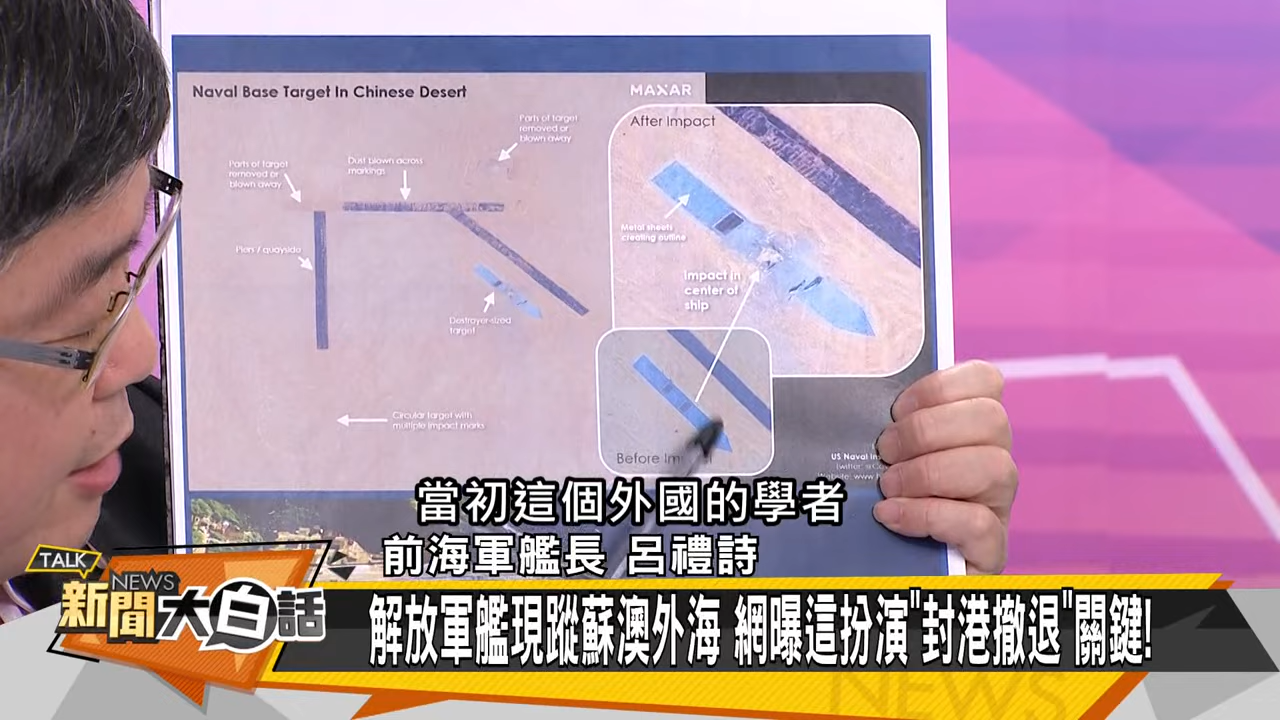 Naval Base Target In Chinese Desert
MAXAR
After Impact
Parts of target
removed or
blown away
Dust blown across
markings
Parts of target
removed or
blown away
Metal sheets
creating outline
Piers / quayside
Impact in
center of
ship
Destroyer-sized
target
Circular target with
multiple impact marks
Before
US Naval Ins
當初這個外國的學者
前海軍艦長 呂禮詩
TALK
NEWS
新聞大白話
解放軍艦現蹤蘇澳外海 網曝這扮演"封港撤退"關鍵!
NEWS